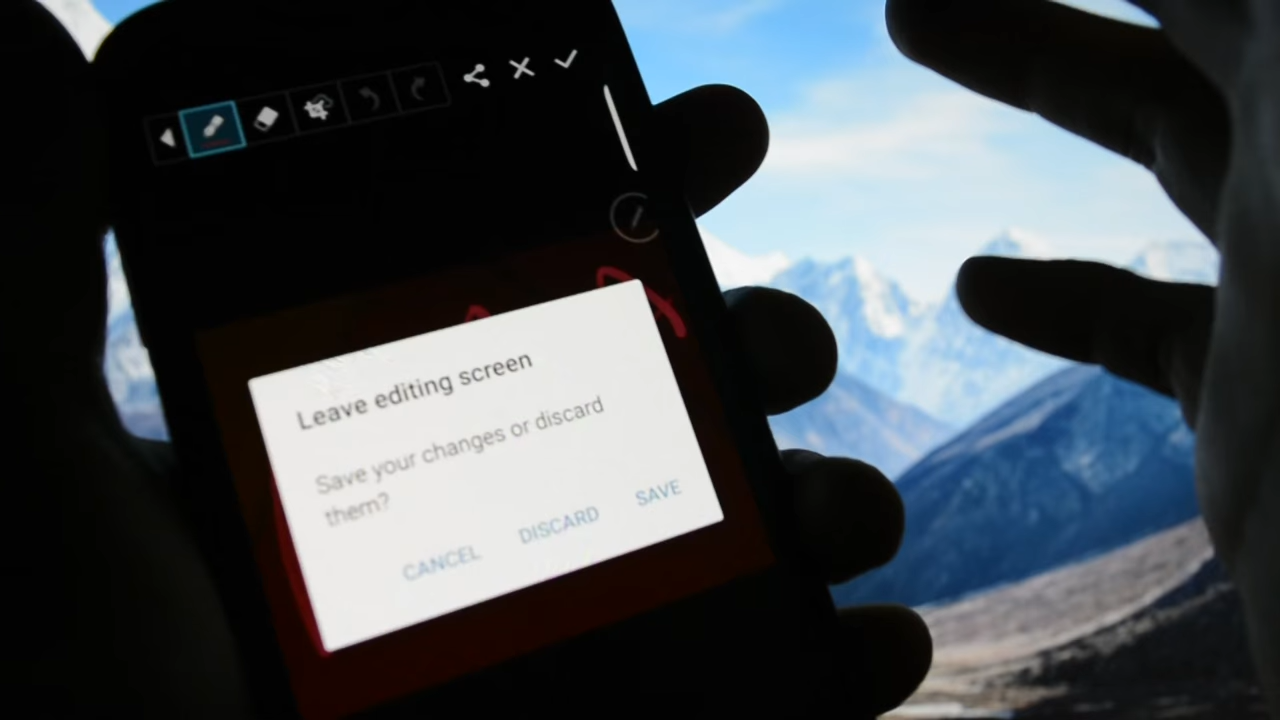 Leave editing screen
Save your changes or discard
them?
CANCEL DISCARD SAVE